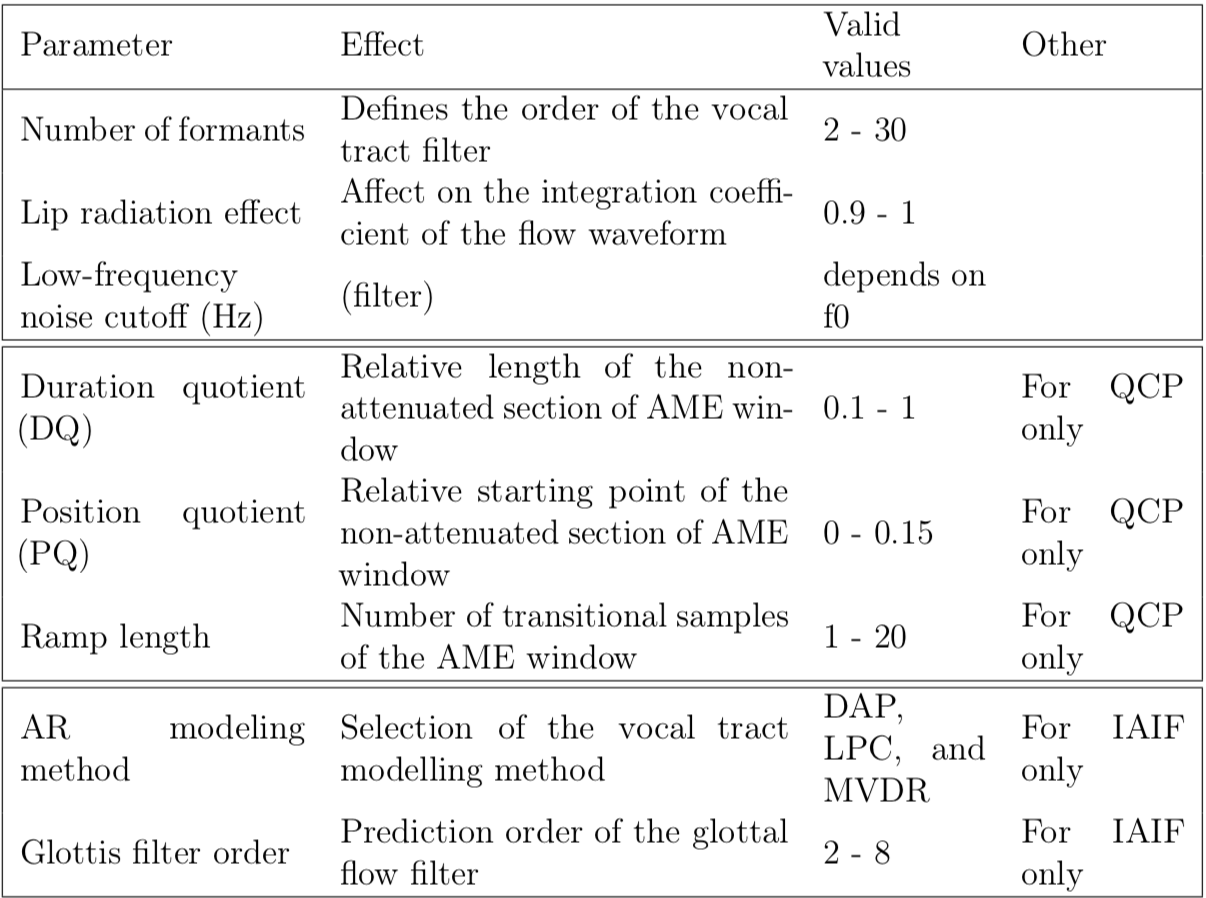 Parameter Effect Valid values Other
Number of formants Defines the order of the vocal tract filter 2 - 30
Lip radiation effect Affect on the integration coeffi-cient of the flow waveform 0.9 - 1
Low-frequency noise cutoff (Hz) (filter) depends on f0
Duration quotient (DQ) Relative length of the non-attenuated section of AME win-dow 0.1 - 1 For QCP only
Position quotient (PQ) Relative starting point of the non-attenuated section of AME window 0 - 0.15 For QCP only
Ramp length Number of transitional samples of the AME window 1 - 20 For QCP only
AR modeling method Selection of the vocal tract modelling method DAP, LPC, and MVDR For IAIF only
Glottis filter order Prediction order of the glottal flow filter 2 - 8 For IAIF only